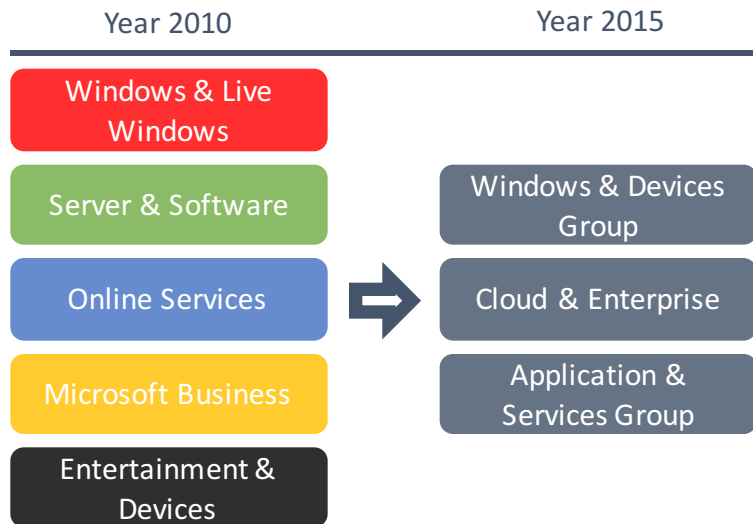 Year 2010
Year 2015
Windows & Live
Windows
Server & Software
Online Services
Microsoft Business
Entertainment &
Devices
Windows & Devices
Group
Cloud & Enterprise
Application &
Services Group